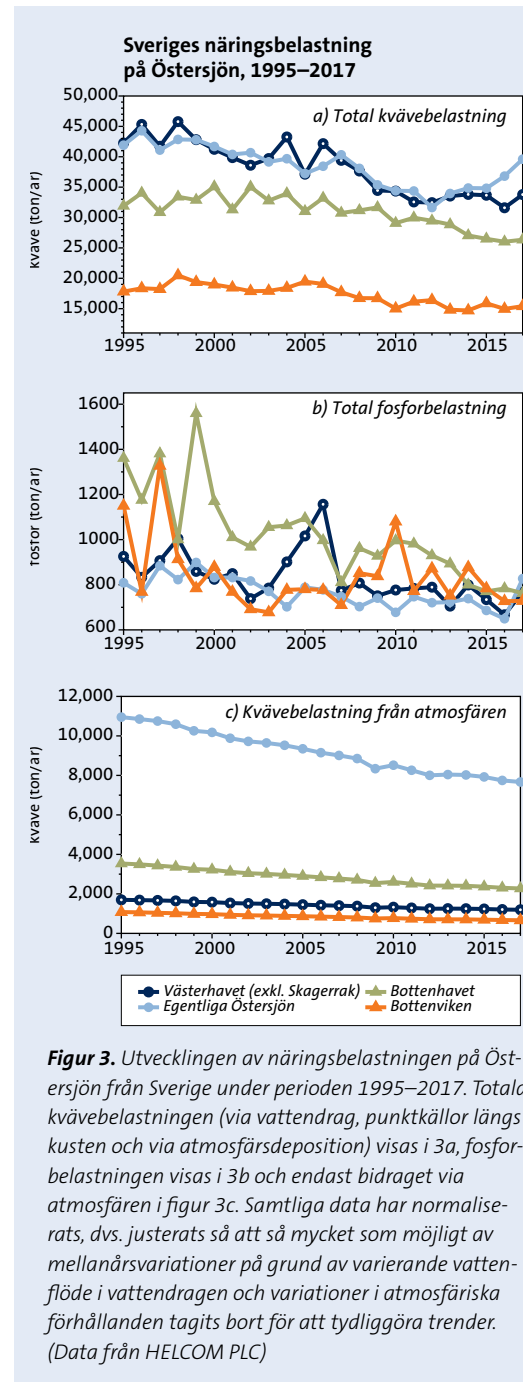 Sveriges näringsbelastning
på Östersjön, 1995–2017
a) Total kvävebelastning
50,000
45,000
40,000
35,000
30,000
25,000
20,000
15,000
kväve (ton/år)
1995 2000 2005 2010 2015
b) Total fosforbelastning
1600
1400
1200
1000
800
600
fosfor (ton/år)
1995 2000 2005 2010 2015
c) Kvävebelastning från atmosfären
12,000
10,000
8,000
6,000
4,000
2,000
0
kväve (ton/år)
1995 2000 2005 2010 2015
Västerhavet (exkl. Skagerrak) Bottenhavet
Egentliga Östersjön Bottenviken
Figur 3. Utvecklingen av näringsbelastningen på Öst-
ersjön från Sverige under perioden 1995–2017. Totala
kvävebelastningen (via vattendrag, punktkällor längs
kusten och via atmosfärsdeposition) visas i 3a, fosfor-
belastningen visas i 3b och endast bidraget via
atmosfären i figur 3c. Samtliga data har normalise-
rats, dvs. justerats så att så mycket som möjligt av
mellanårsvariationer på grund av varierande vatten-
flöde i vattendragen och variationer i atmosfäriska
förhållanden tagits bort för att tydliggöra trender.
(Data från HELCOM PLC)